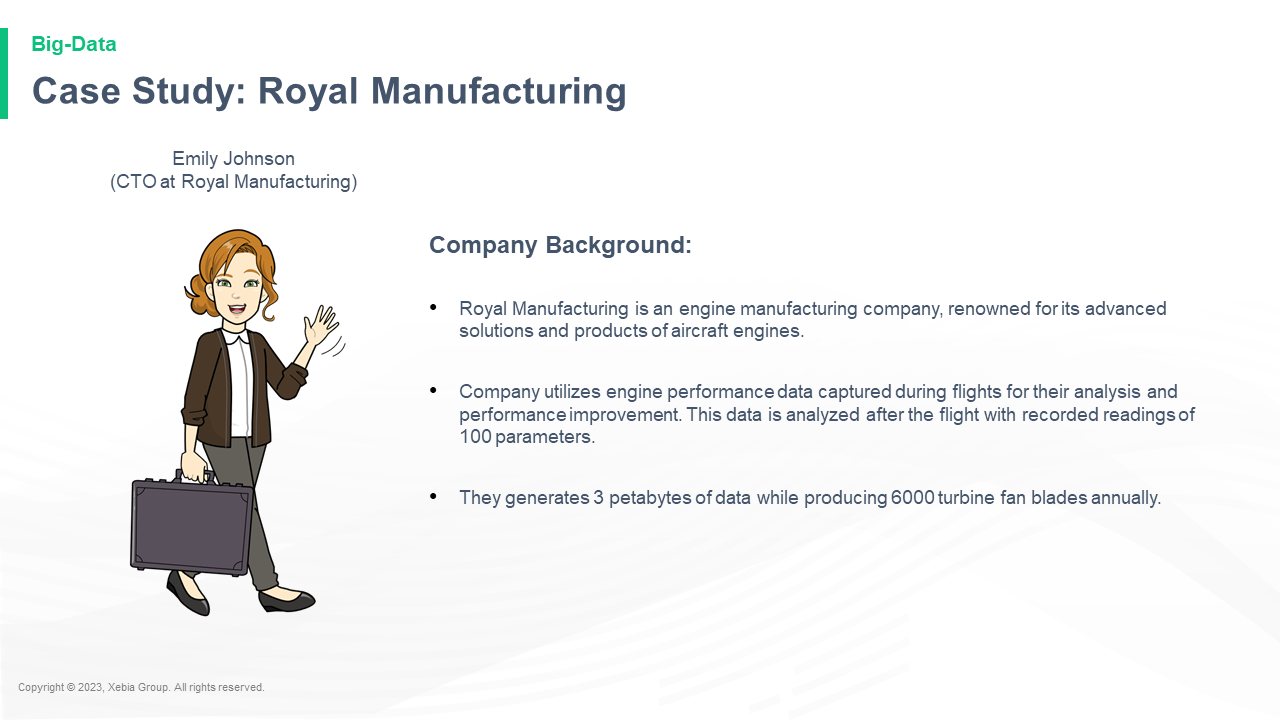 Big-Data
Case Study: Royal Manufacturing
Emily Johnson
(CTO at Royal Manufacturing)
Company Background:
• Royal Manufacturing is an engine manufacturing company, renowned for its advanced
solutions and products of aircraft engines.
• Company utilizes engine performance data captured during flights for their analysis and
performance improvement. This data is analyzed after the flight with recorded readings of
100 parameters.
• They generates 3 petabytes of data while producing 6000 turbine fan blades annually.
Copyright © 2023, Xebia Group. All rights reserved.